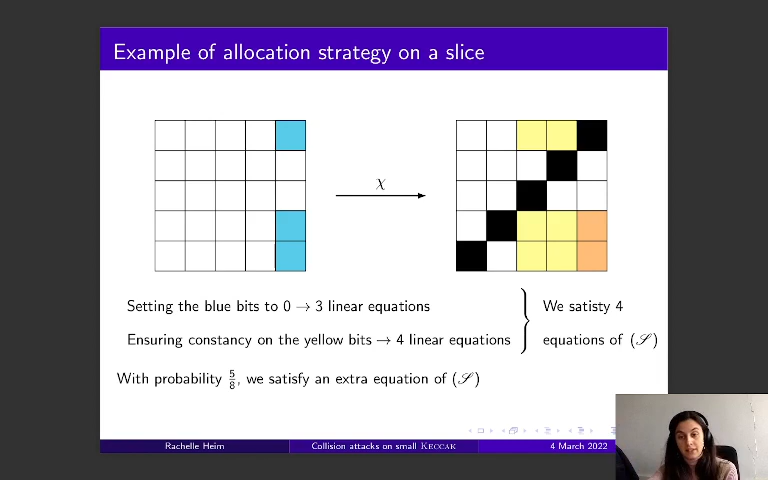 Example of allocation strategy on a slice
χ
Setting the blue bits to 0 → 3 linear equations
Ensuring constancy on the yellow bits → 4 linear equations
We satisty 4
equations of (𝒮)
With probability 5/8, we satisfy an extra equation of (𝒮)
Rachelle Heim
Collision attacks on small KECCAK
4 March 2022